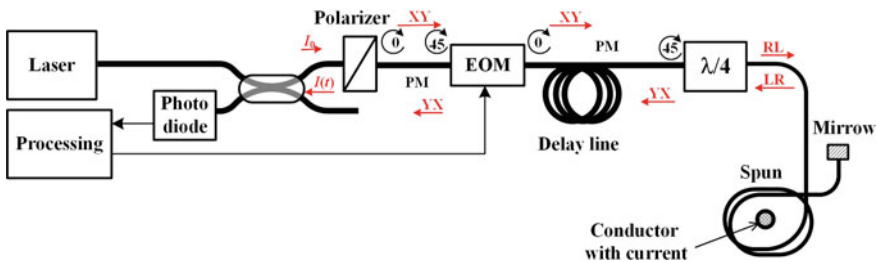 Polarizer
XY
XY
I₀
0
45
0
PM
45
RL
Laser
EOM
λ/4
I(t)
PM
LR
YX
YX
Photo
diode
Delay line
Mirrow
Processing
Spun
Conductor
with current